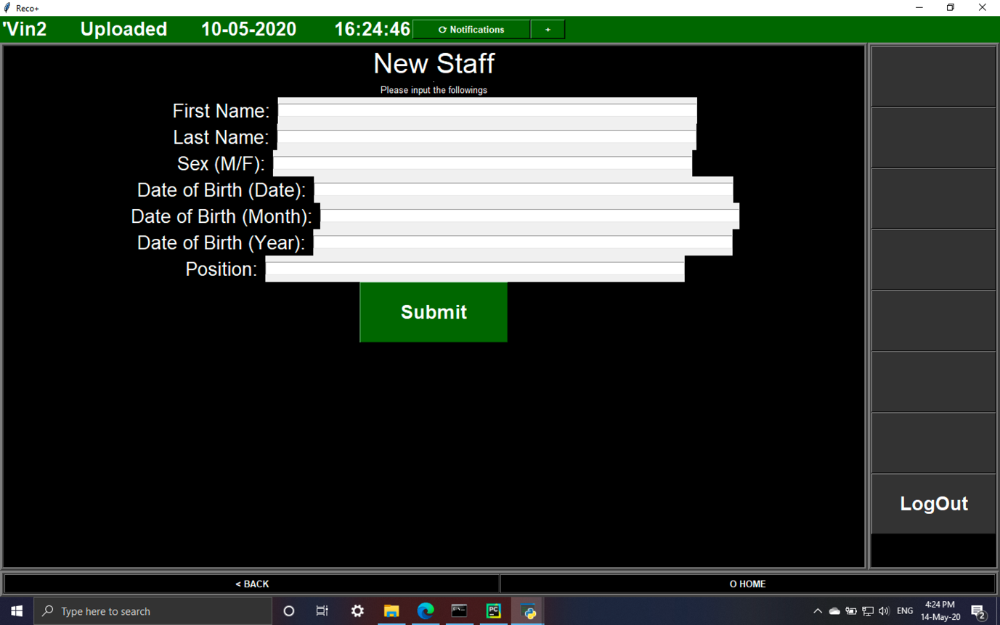 Reco+
'Vin2 Uploaded 10-05-2020 16:24:46 ⟳ Notifications +
New Staff
Please input the followings
First Name:
Last Name:
Sex (M/F):
Date of Birth (Date):
Date of Birth (Month):
Date of Birth (Year):
Position:
Submit
LogOut
< BACK O HOME
Type here to search PC ENG 4:24 PM
14-May-20 2